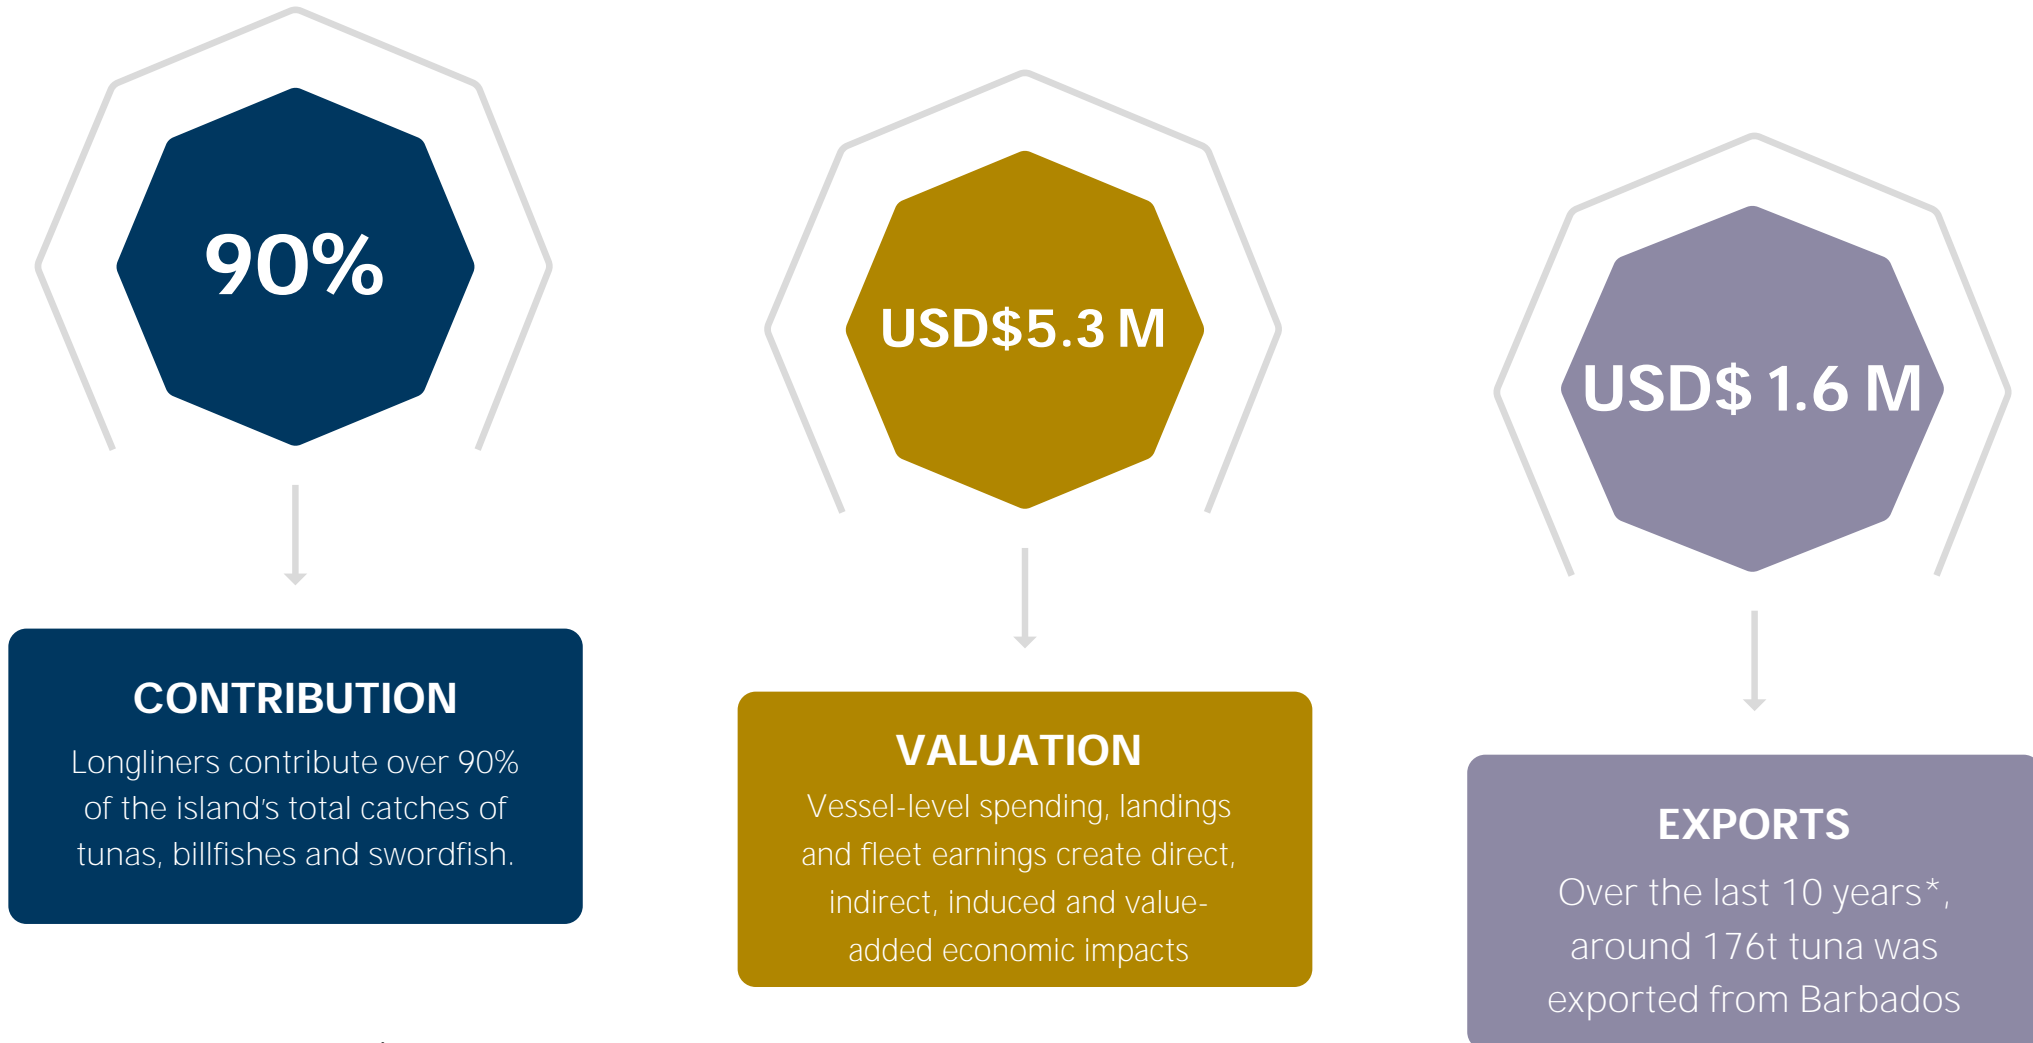 90%
CONTRIBUTION
Longliners contribute over 90%
of the island's total catches of
tunas, billfishes and swordfish.
USD$5.3 M
VALUATION
Vessel-level spending, landings
and fleet earnings create direct,
indirect, induced and value-
added economic impacts
USD$ 1.6 M
EXPORTS
Over the last 10 years*,
around 176t tuna was
exported from Barbados